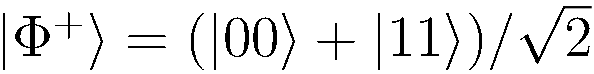 |Φ⁺⟩ = (|00⟩ + |11⟩)/√2